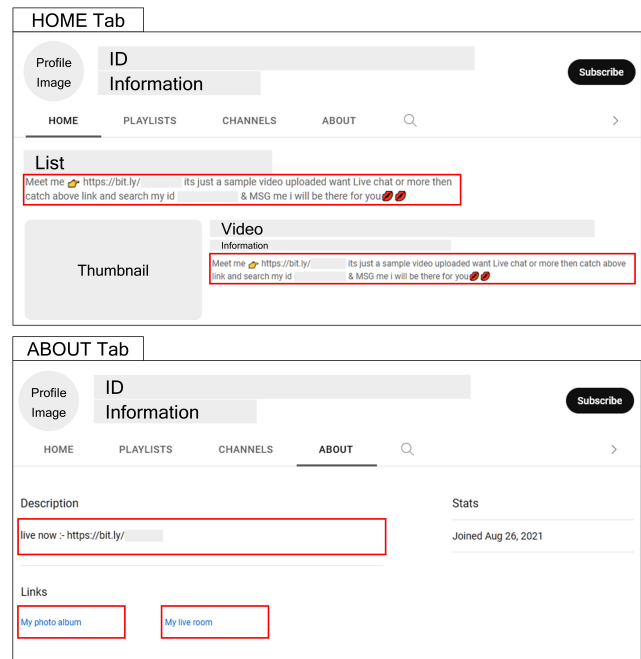 HOME Tab
Profile
Image
ID
Information
Subscribe
HOME PLAYLISTS CHANNELS ABOUT
List
Meet me 👉 https://bit.ly/ its just a sample video uploaded want Live chat or more then
catch above link and search my id & MSG me i will be there for you💋💋
Thumbnail
Video
Information
Meet me 👉 https://bit.ly/ its just a sample video uploaded want Live chat or more then catch above
link and search my id & MSG me i will be there for you💋💋
ABOUT Tab
Profile
Image
ID
Information
Subscribe
HOME PLAYLISTS CHANNELS ABOUT
Description
Stats
live now :- https://bit.ly/
Joined Aug 26, 2021
Links
My photo album
My live room